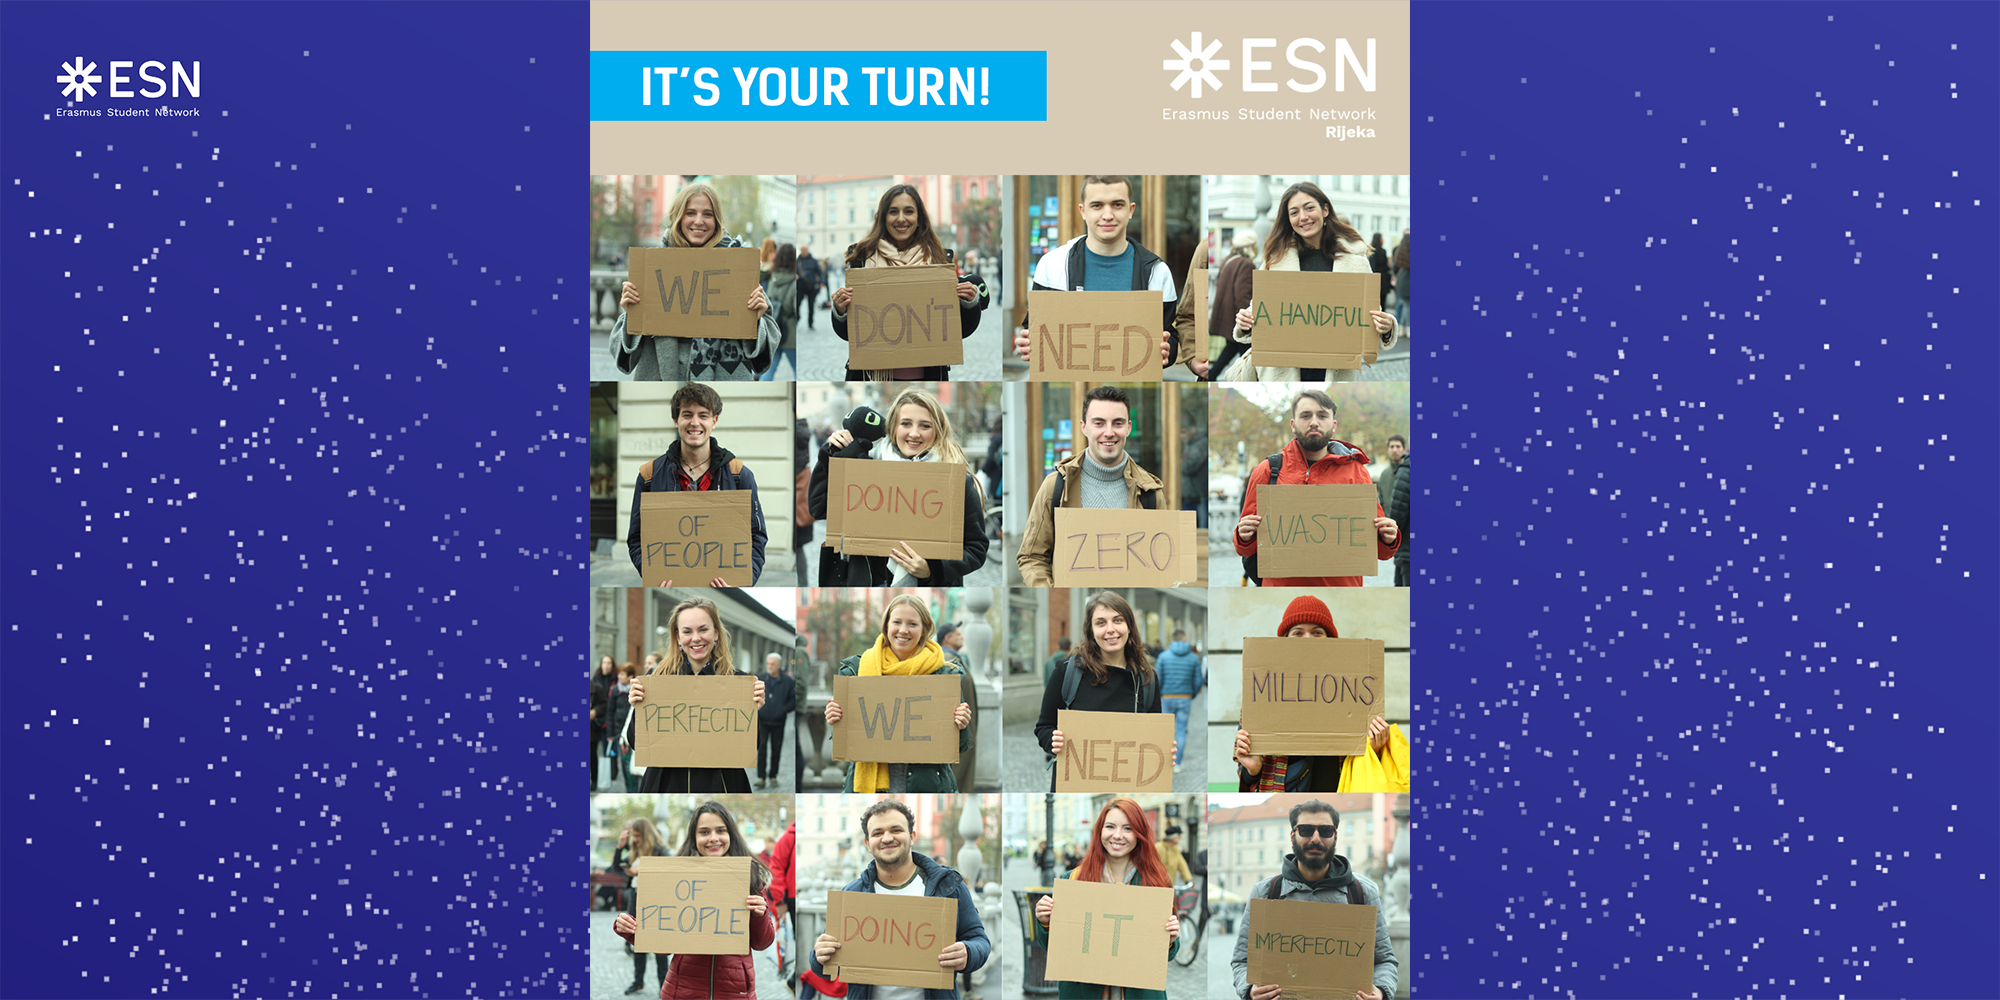 ESN
Erasmus Student Network
IT'S YOUR TURN!
ESN
Erasmus Student Network
Rijeka
WE
DON'T
NEED
A HANDFUL
OF
PEOPLE
DOING
ZERO
WASTE
PERFECTLY
WE
NEED
MILLIONS
OF
PEOPLE
DOING
IT
IMPERFECTLY